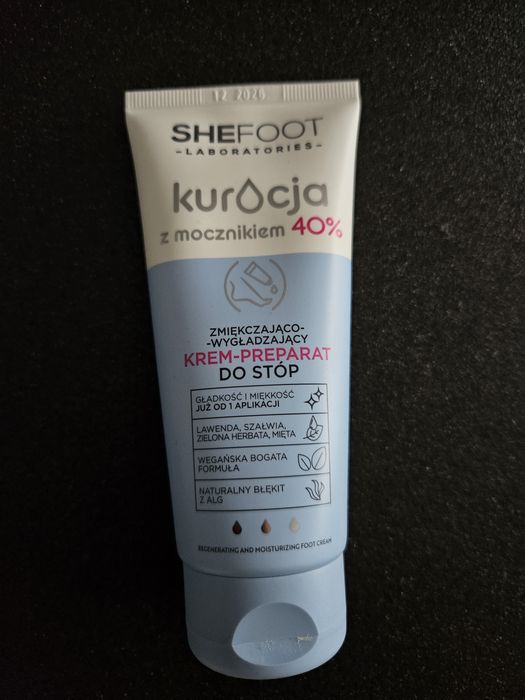 12 2026
SHEFOOT
-LABORATORIES-
kuracja
z mocznikiem 40%
ZMIĘKCZAJĄCO-
-WYGŁADZAJĄCY
KREM-PREPARAT
DO STÓP
GŁADKOŚĆ I MIĘKKOŚĆ
JUŻ OD 1 APLIKACJI
LAWENDA, SZAŁWIA,
ZIELONA HERBATA, MIĘTA
WEGAŃSKA BOGATA
FORMUŁA
NATURALNY BŁĘKIT
Z ALG
REGENERATING AND MOISTURIZING FOOT CREAM